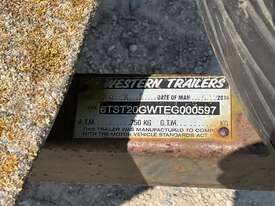 WESTERN TRAILERS
DATE OF MAN
6TST20GWTEG000597
A.T.M. 750 KG G.T.M. KG
THIS TRAILER WAS MANUFACTURED TO COMPLY
WITH THE MOTOR VEHICLE STANDARDS ACT